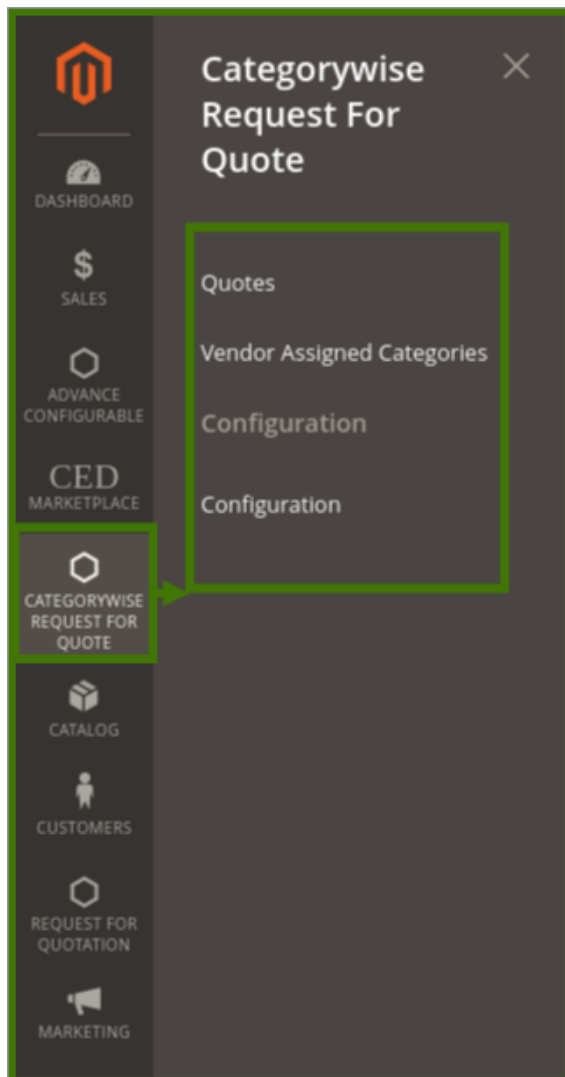 DASHBOARD
$
SALES
ADVANCE
CONFIGURABLE
CED
MARKETPLACE
CATEGORYWISE
REQUEST FOR
QUOTE
CATALOG
CUSTOMERS
REQUEST FOR
QUOTATION
MARKETING
Categorywise
Request For
Quote
Quotes
Vendor Assigned Categories
Configuration
Configuration